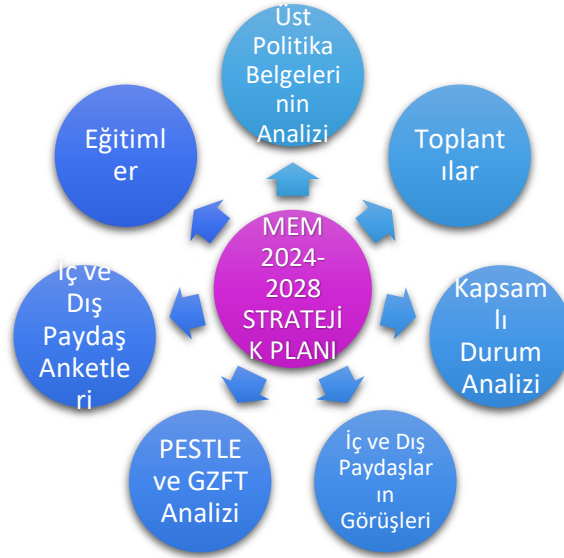 Üst
Politika
Belgeleri
nin
Analizi
Toplant
ılar
Kapsam
lı
Durum
Analizi
İç ve Dış
Paydaşlar
ın
Görüşleri
PESTLE
ve GZFT
Analizi
İç ve
Dış
Paydaş
Anketle
ri
Eğitiml
er
MEM
2024-
2028
STRATEJİ
K PLANI